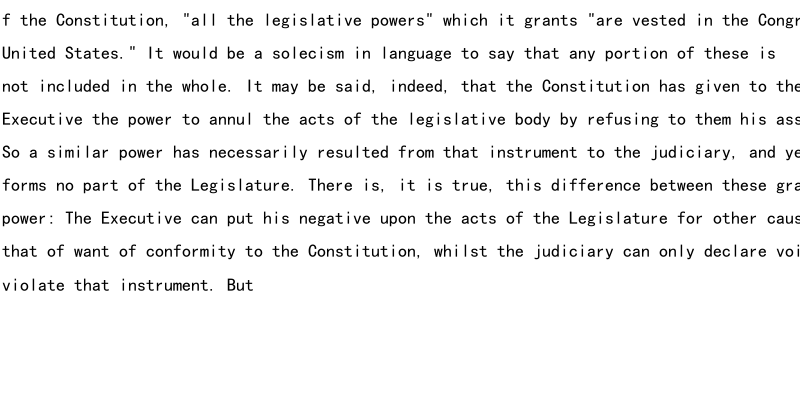 f the Constitution, "all the legislative powers" which it grants "are vested in the
United States." It would be a solecism in language to say that any portion of these is
not included in the whole. It may be said, indeed, that the Constitution has given to the
Executive the power to annul the acts of the legislative body by refusing to them his
So a similar power has necessarily resulted from that instrument to the judiciary, and
forms no part of the Legislature. There is, it is true, this difference between these
power: The Executive can put his negative upon the acts of the Legislature for other
that of want of conformity to the Constitution, whilst the judiciary can only declare
violate that instrument. But